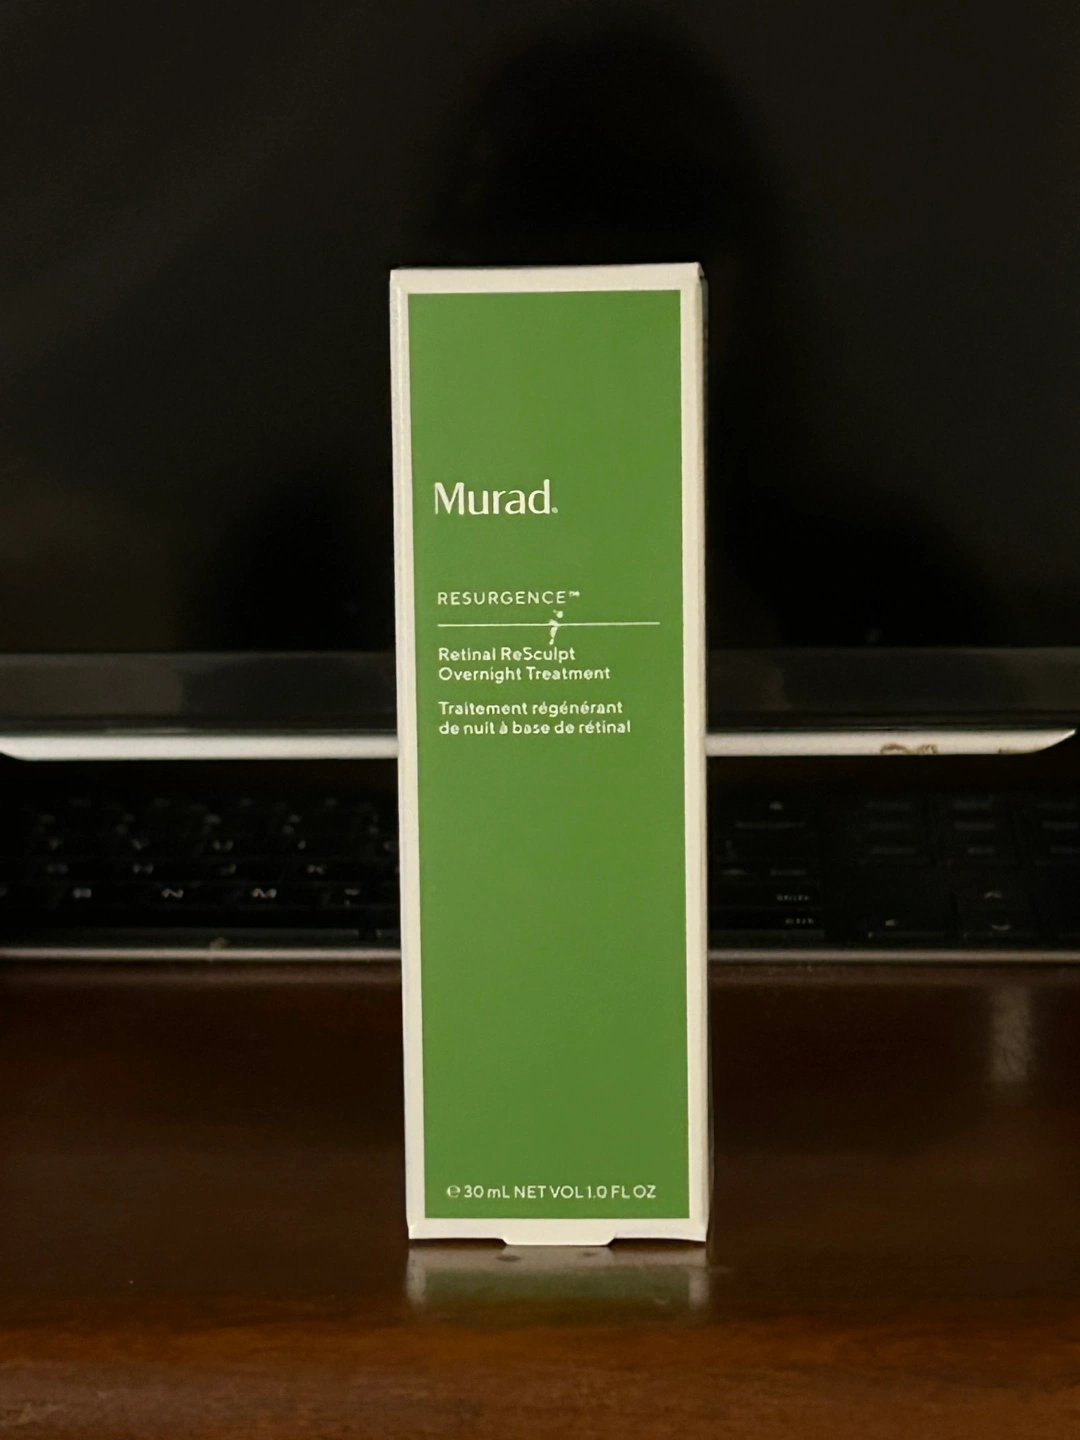 Murad.
RESURGENCE™
Retinal ReSculpt
Overnight Treatment
Traitement régénérant
de nuit à base de rétinal
℮ 30 mL NET VOL 1.0 FL OZ